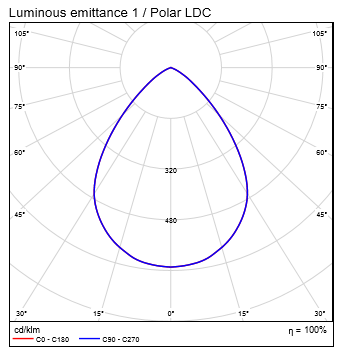 Luminous emittance 1 / Polar LDC
105° 105°
90° 90°
75° 75°
60° 60°
320
45° 45°
480
30° 15° 0° 15° 30°
cd/klm η = 100%
C0 - C180 C90 - C270